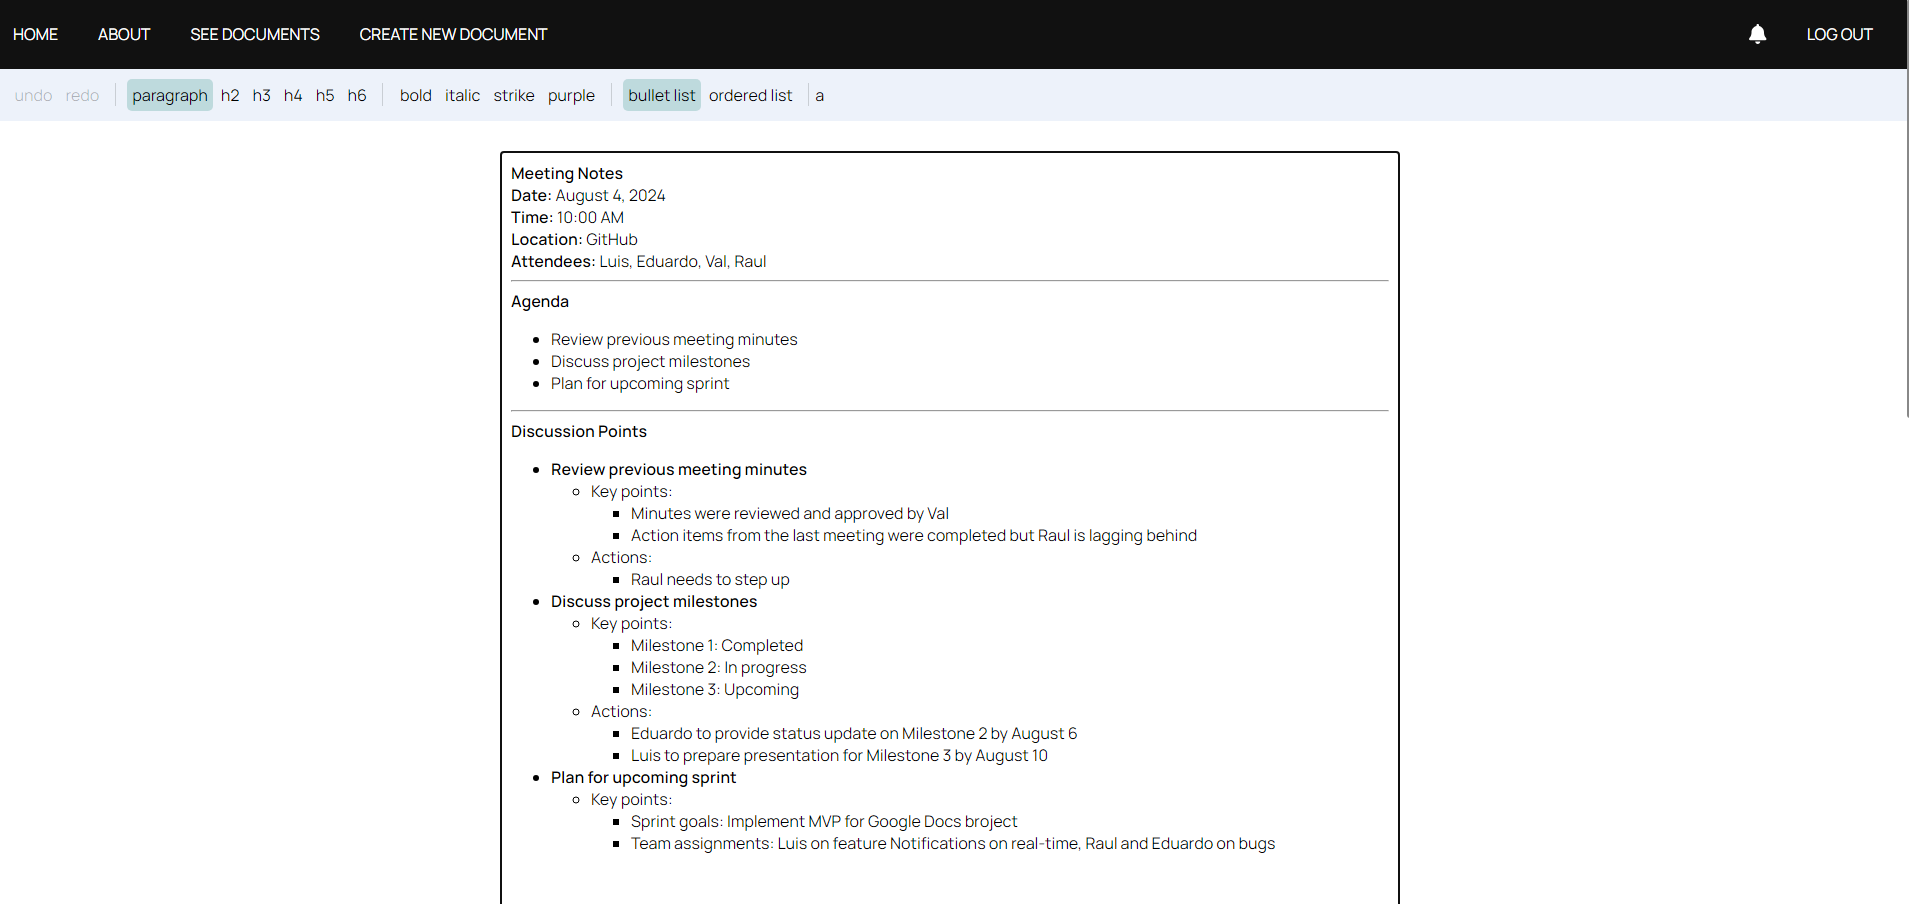 HOME ABOUT SEE DOCUMENTS CREATE NEW DOCUMENT LOG OUT
undo redo paragraph h2 h3 h4 h5 h6 bold italic strike purple bullet list ordered list a
Meeting Notes
Date: August 4, 2024
Time: 10:00 AM
Location: GitHub
Attendees: Luis, Eduardo, Val, Raul
Agenda
Review previous meeting minutes
Discuss project milestones
Plan for upcoming sprint
Discussion Points
Review previous meeting minutes
Key points:
Minutes were reviewed and approved by Val
Action items from the last meeting were completed but Raul is lagging behind
Actions:
Raul needs to step up
Discuss project milestones
Key points:
Milestone 1: Completed
Milestone 2: In progress
Milestone 3: Upcoming
Actions:
Eduardo to provide status update on Milestone 2 by August 6
Luis to prepare presentation for Milestone 3 by August 10
Plan for upcoming sprint
Key points:
Sprint goals: Implement MVP for Google Docs broject
Team assignments: Luis on feature Notifications on real-time, Raul and Eduardo on bugs